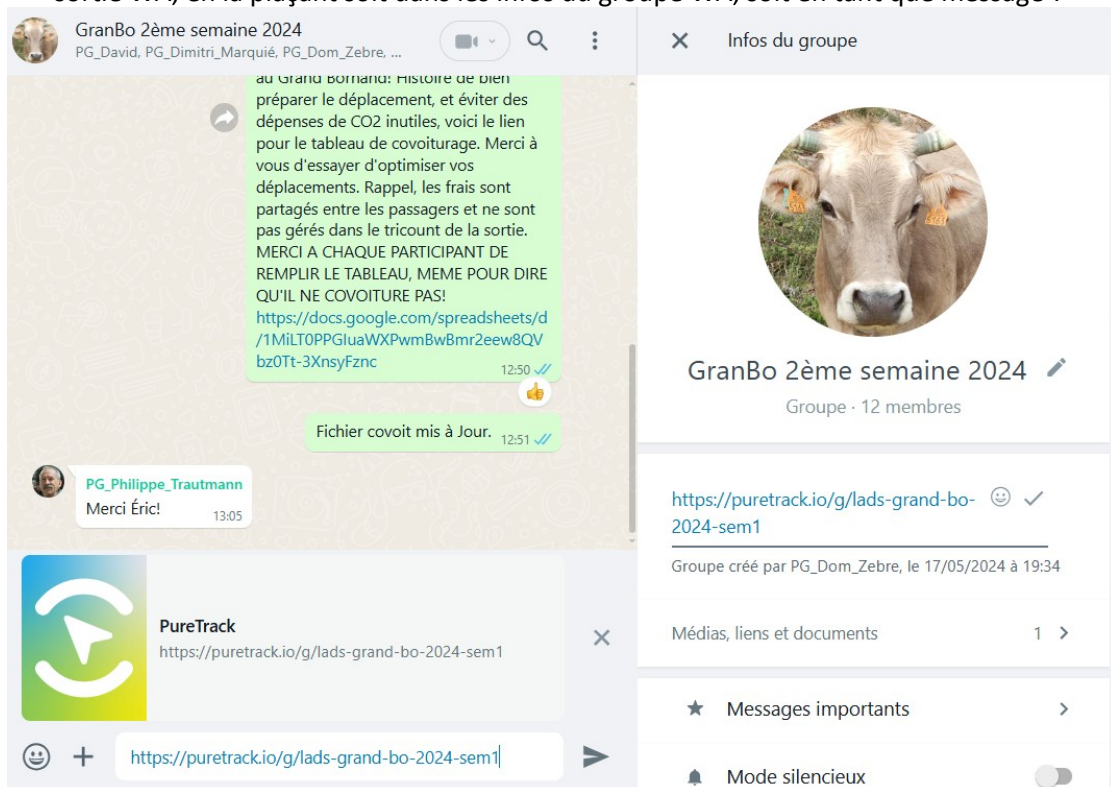 sortie WA, en la plaçant soit dans les infos du groupe WA, soit en tant que message :
GranBo 2ème semaine 2024
PG_David, PG_Dimitri_Marquié, PG_Dom_Zebre, ...
au Grand Bornand! Histoire de bien
préparer le déplacement, et éviter des
dépenses de CO2 inutiles, voici le lien
pour le tableau de covoiturage. Merci à
vous d'essayer d'optimiser vos
déplacements. Rappel, les frais sont
partagés entre les passagers et ne sont
pas gérés dans le tricount de la sortie.
MERCI A CHAQUE PARTICIPANT DE
REMPLIR LE TABLEAU, MEME POUR DIRE
QU'IL NE COVOITURE PAS!
https://docs.google.com/spreadsheets/d
/1MiLT0PPGIuaWXPwmBwBmr2eew8QV
bz0Tt-3XnsyFznc
12:50
Fichier covoit mis à Jour. 12:51
PG_Philippe_Trautmann
Merci Éric! 13:05
PureTrack
https://puretrack.io/g/lads-grand-bo-2024-sem1
https://puretrack.io/g/lads-grand-bo-2024-sem1
Infos du groupe
GranBo 2ème semaine 2024
Groupe · 12 membres
https://puretrack.io/g/lads-grand-bo-
2024-sem1
Groupe créé par PG_Dom_Zebre, le 17/05/2024 à 19:34
Médias, liens et documents 1
Messages importants
Mode silencieux